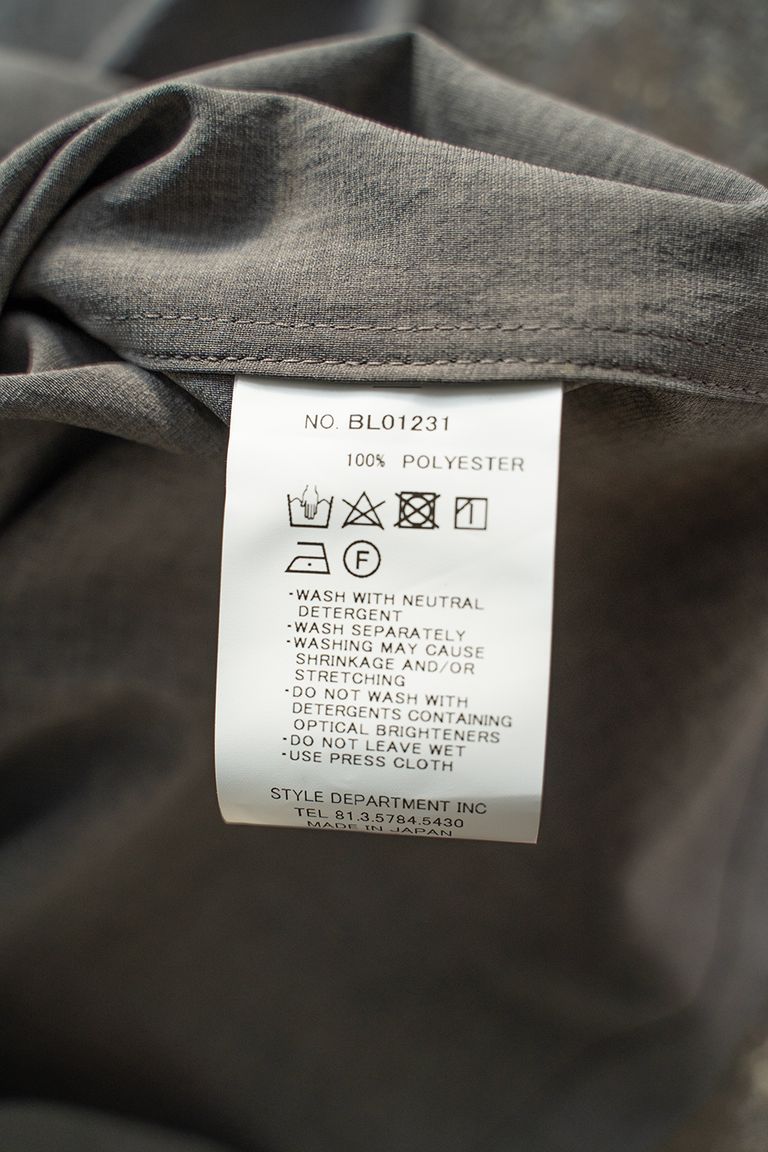 NO. BL01231
100% POLYESTER
F
·WASH WITH NEUTRAL
DETERGENT
·WASH SEPARATELY
·WASHING MAY CAUSE
SHRINKAGE AND/OR
STRETCHING
·DO NOT WASH WITH
DETERGENTS CONTAINING
OPTICAL BRIGHTENERS
·DO NOT LEAVE WET
·USE PRESS CLOTH
STYLE DEPARTMENT INC
TEL 81.3.5784.5430
MADE IN JAPAN